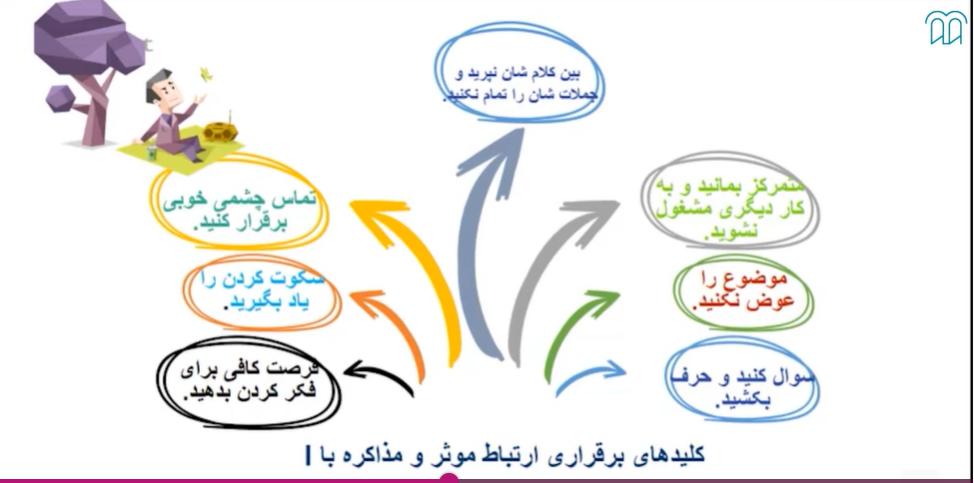 بین کلام شان نپرید و
جملات شان را تمام نکنید.
متمرکز بمانید و به
کار دیگری مشغول
نشوید.
تماس چشمی خوبی
برقرار کنید.
موضوع را
عوض نکنید.
سکوت کردن را
یاد بگیرید.
سوال کنید و حرف
بکشید.
فرصت کافی برای
فکر کردن بدهید.
کلیدهای برقراری ارتباط موثر و مذاکره با I